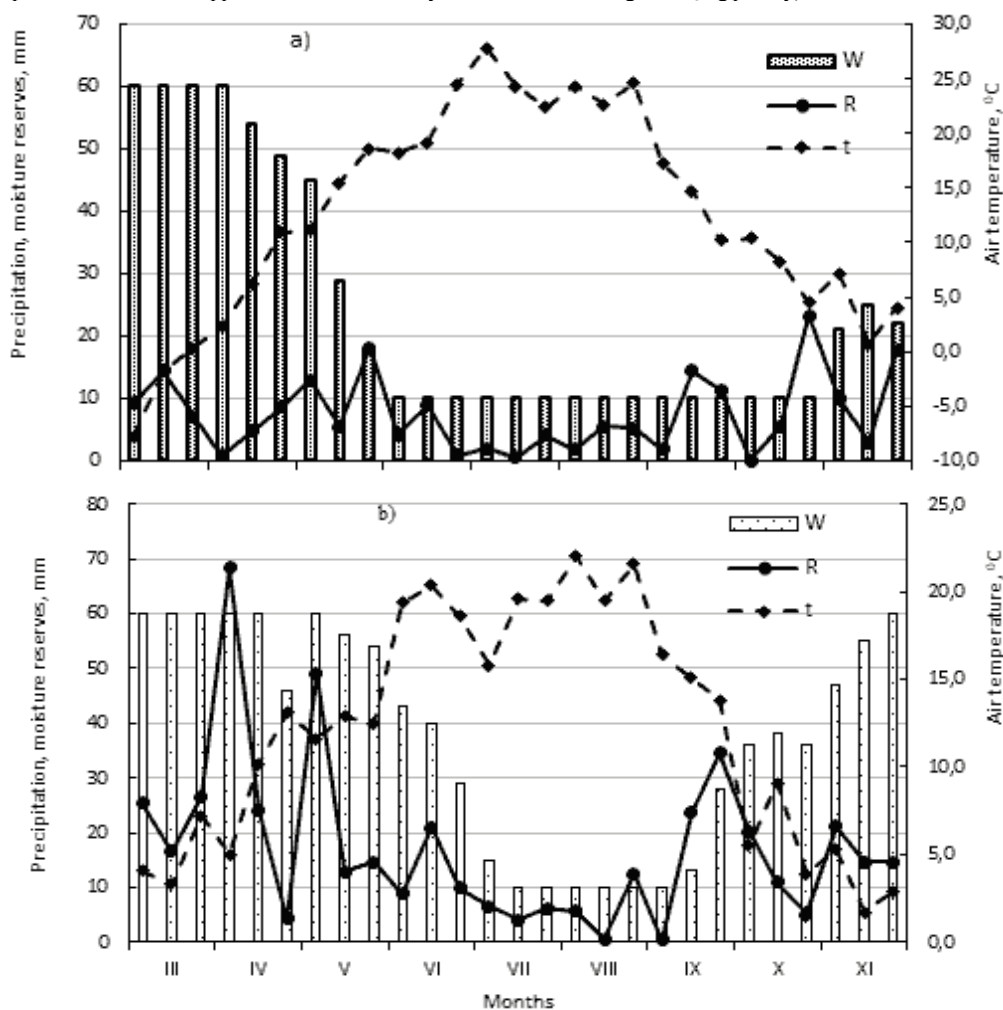 a)
Precipitation, moisture reserves, mm
70
60
50
40
30
20
10
0
W
R
t
30,0
25,0
20,0
15,0
10,0
5,0
0,0
-5,0
-10,0
Air temperature, ⁰C
b)
Precipitation, moisture reserves, mm
80
70
60
50
40
30
20
10
0
W
R
t
25,0
20,0
15,0
10,0
5,0
0,0
Air temperature, ⁰C
III IV V VI VII VIII IX X XI
Months